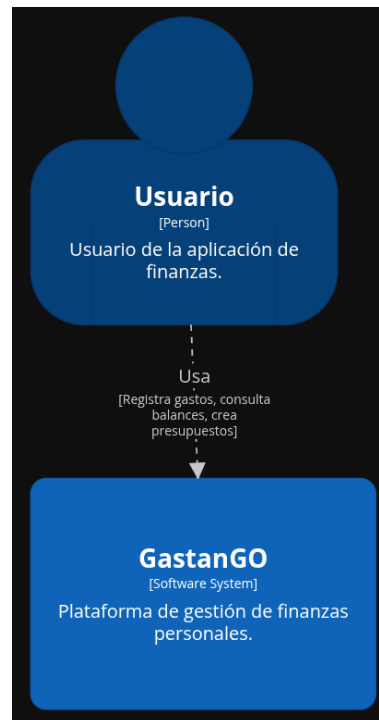 Usuario
[Person]
Usuario de la aplicación de
finanzas.
Usa
[Registra gastos, consulta
balances, crea
presupuestos]
GastanGO
[Software System]
Plataforma de gestión de finanzas
personales.